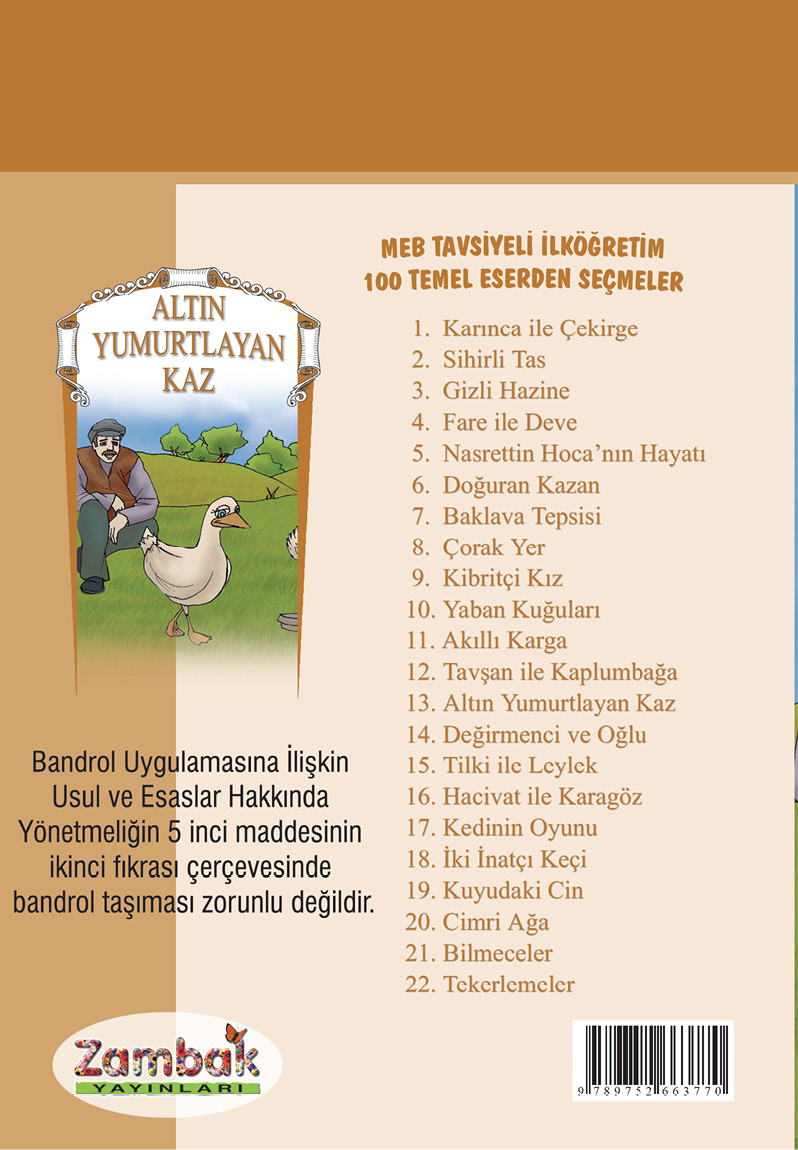 MEB TAVSİYELİ İLKÖĞRETİM
100 TEMEL ESERDEN SEÇMELER
ALTIN
YUMURTLAYAN
KAZ
1. Karınca ile Çekirge
2. Sihirli Tas
3. Gizli Hazine
4. Fare ile Deve
5. Nasrettin Hoca'nın Hayatı
6. Doğuran Kazan
7. Baklava Tepsisi
8. Çorak Yer
9. Kibritçi Kız
10. Yaban Kuğuları
11. Akıllı Karga
12. Tavşan ile Kaplumbağa
13. Altın Yumurtlayan Kaz
14. Değirmenci ve Oğlu
15. Tilki ile Leylek
16. Hacivat ile Karagöz
17. Kedinin Oyunu
18. İki İnatçı Keçi
19. Kuyudaki Cin
20. Cimri Ağa
21. Bilmeceler
22. Tekerlemeler
Bandrol Uygulamasına İlişkin
Usul ve Esaslar Hakkında
Yönetmeliğin 5 inci maddesinin
ikinci fıkrası çerçevesinde
bandrol taşıması zorunlu değildir.
Zambak
YAYINLARI
9 789752 663770